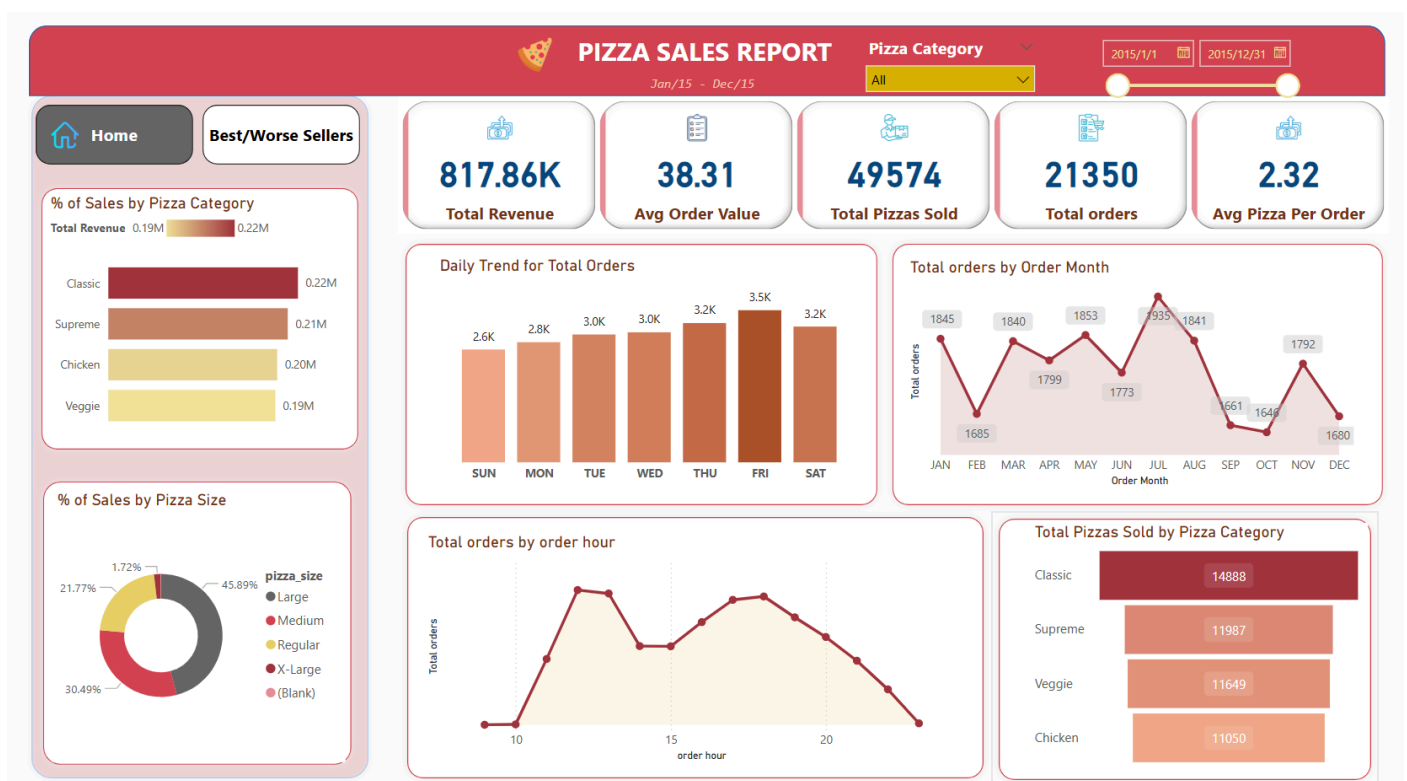 PIZZA SALES REPORT
Jan/15 - Dec/15
Pizza Category
All
2015/1/1
2015/12/31
Home
Best/Worse Sellers
817.86K
Total Revenue
38.31
Avg Order Value
49574
Total Pizzas Sold
21350
Total orders
2.32
Avg Pizza Per Order
% of Sales by Pizza Category
Total Revenue 0.19M 0.22M
Classic 0.22M
Supreme 0.21M
Chicken 0.20M
Veggie 0.19M
% of Sales by Pizza Size
1.72%
21.77%
45.89%
30.49%
pizza_size
Large
Medium
Regular
X-Large
(Blank)
Daily Trend for Total Orders
2.6K 2.8K 3.0K 3.0K 3.2K 3.5K 3.2K
SUN MON TUE WED THU FRI SAT
Total orders by Order Month
Total orders
1845 1685 1840 1799 1853 1773 1935 1841 1661 1646 1792 1680
JAN FEB MAR APR MAY JUN JUL AUG SEP OCT NOV DEC
Order Month
Total orders by order hour
Total orders
10 15 20
order hour
Total Pizzas Sold by Pizza Category
Classic 14888
Supreme 11987
Veggie 11649
Chicken 11050